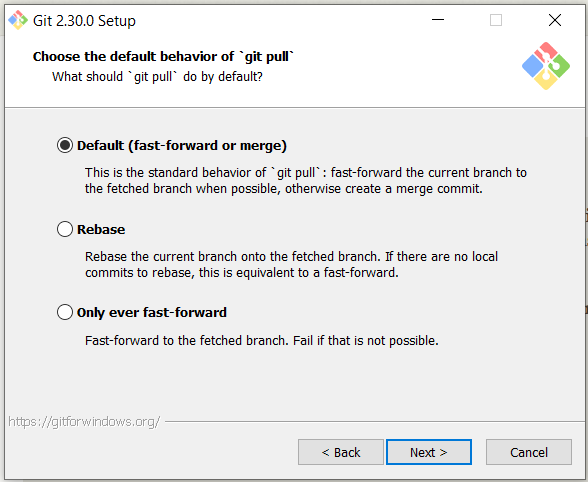 Git 2.30.0 Setup
Choose the default behavior of `git pull`
What should `git pull` do by default?
Default (fast-forward or merge)
This is the standard behavior of `git pull`: fast-forward the current branch to
the fetched branch when possible, otherwise create a merge commit.
Rebase
Rebase the current branch onto the fetched branch. If there are no local
commits to rebase, this is equivalent to a fast-forward.
Only ever fast-forward
Fast-forward to the fetched branch. Fail if that is not possible.
https://gitforwindows.org/
< Back
Next >
Cancel